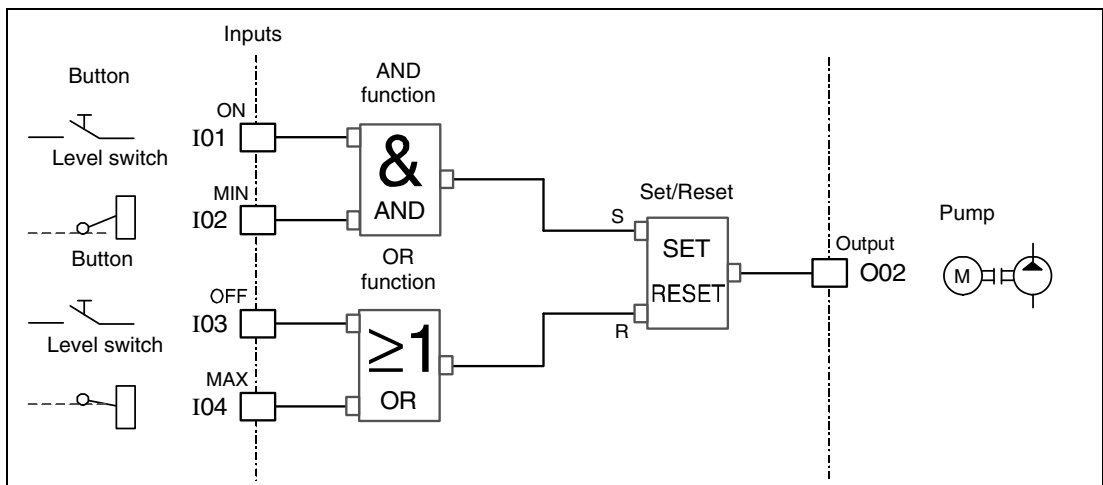 Inputs
Button
AND
function
ON
I01
Level switch
&
AND
MIN
I02
Button
Set/Reset
S
SET
RESET
R
Output
O02
Pump
M
OR
function
OFF
I03
Level switch
≥1
OR
MAX
I04